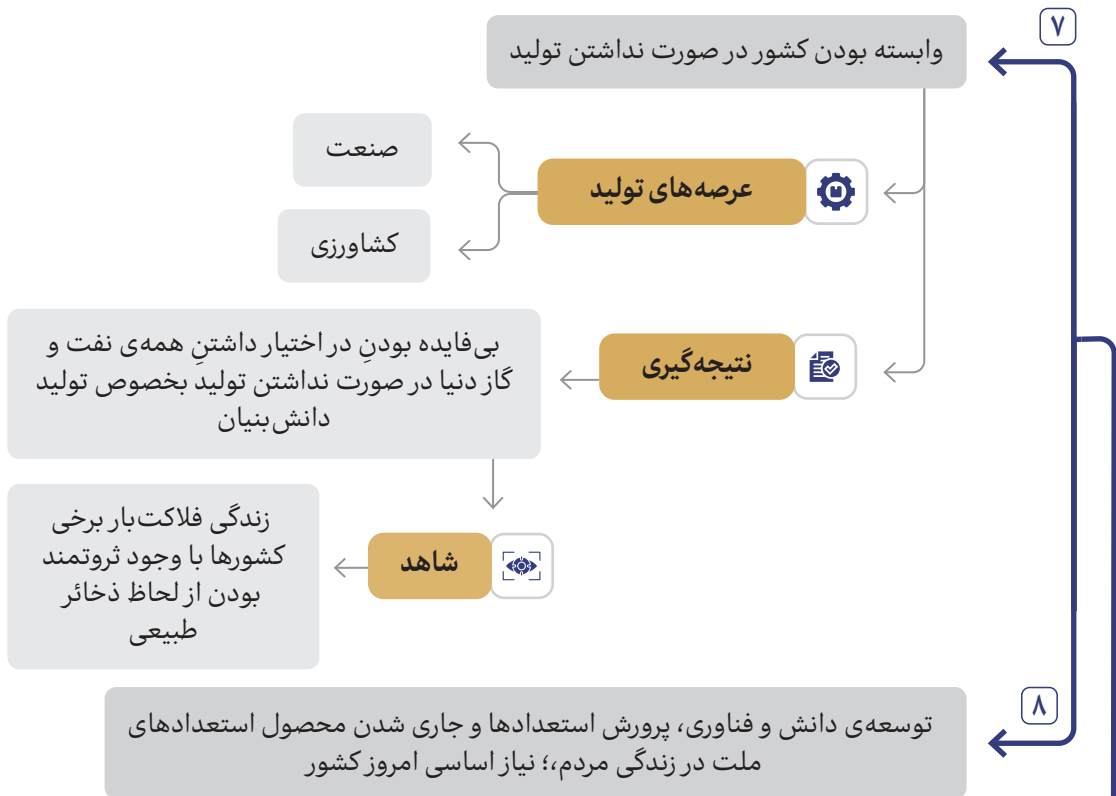 ۷
وابسته بودن کشور در صورت نداشتن تولید
عرصه‌های تولید
صنعت
کشاورزی
نتیجه‌گیری
بی‌فایده بودنِ در اختیار داشتنِ همه‌ی نفت و
گاز دنیا در صورت نداشتن تولید بخصوص تولید
دانش‌بنیان
شاهد
زندگی فلاکت‌بار برخی
کشورها با وجود ثروتمند
بودن از لحاظ ذخائر
طبیعی
۸
توسعه‌ی دانش و فناوری، پرورش استعدادها و جاری شدن محصول استعدادهای
ملت در زندگی مردم،؛ نیاز اساسی امروز کشور